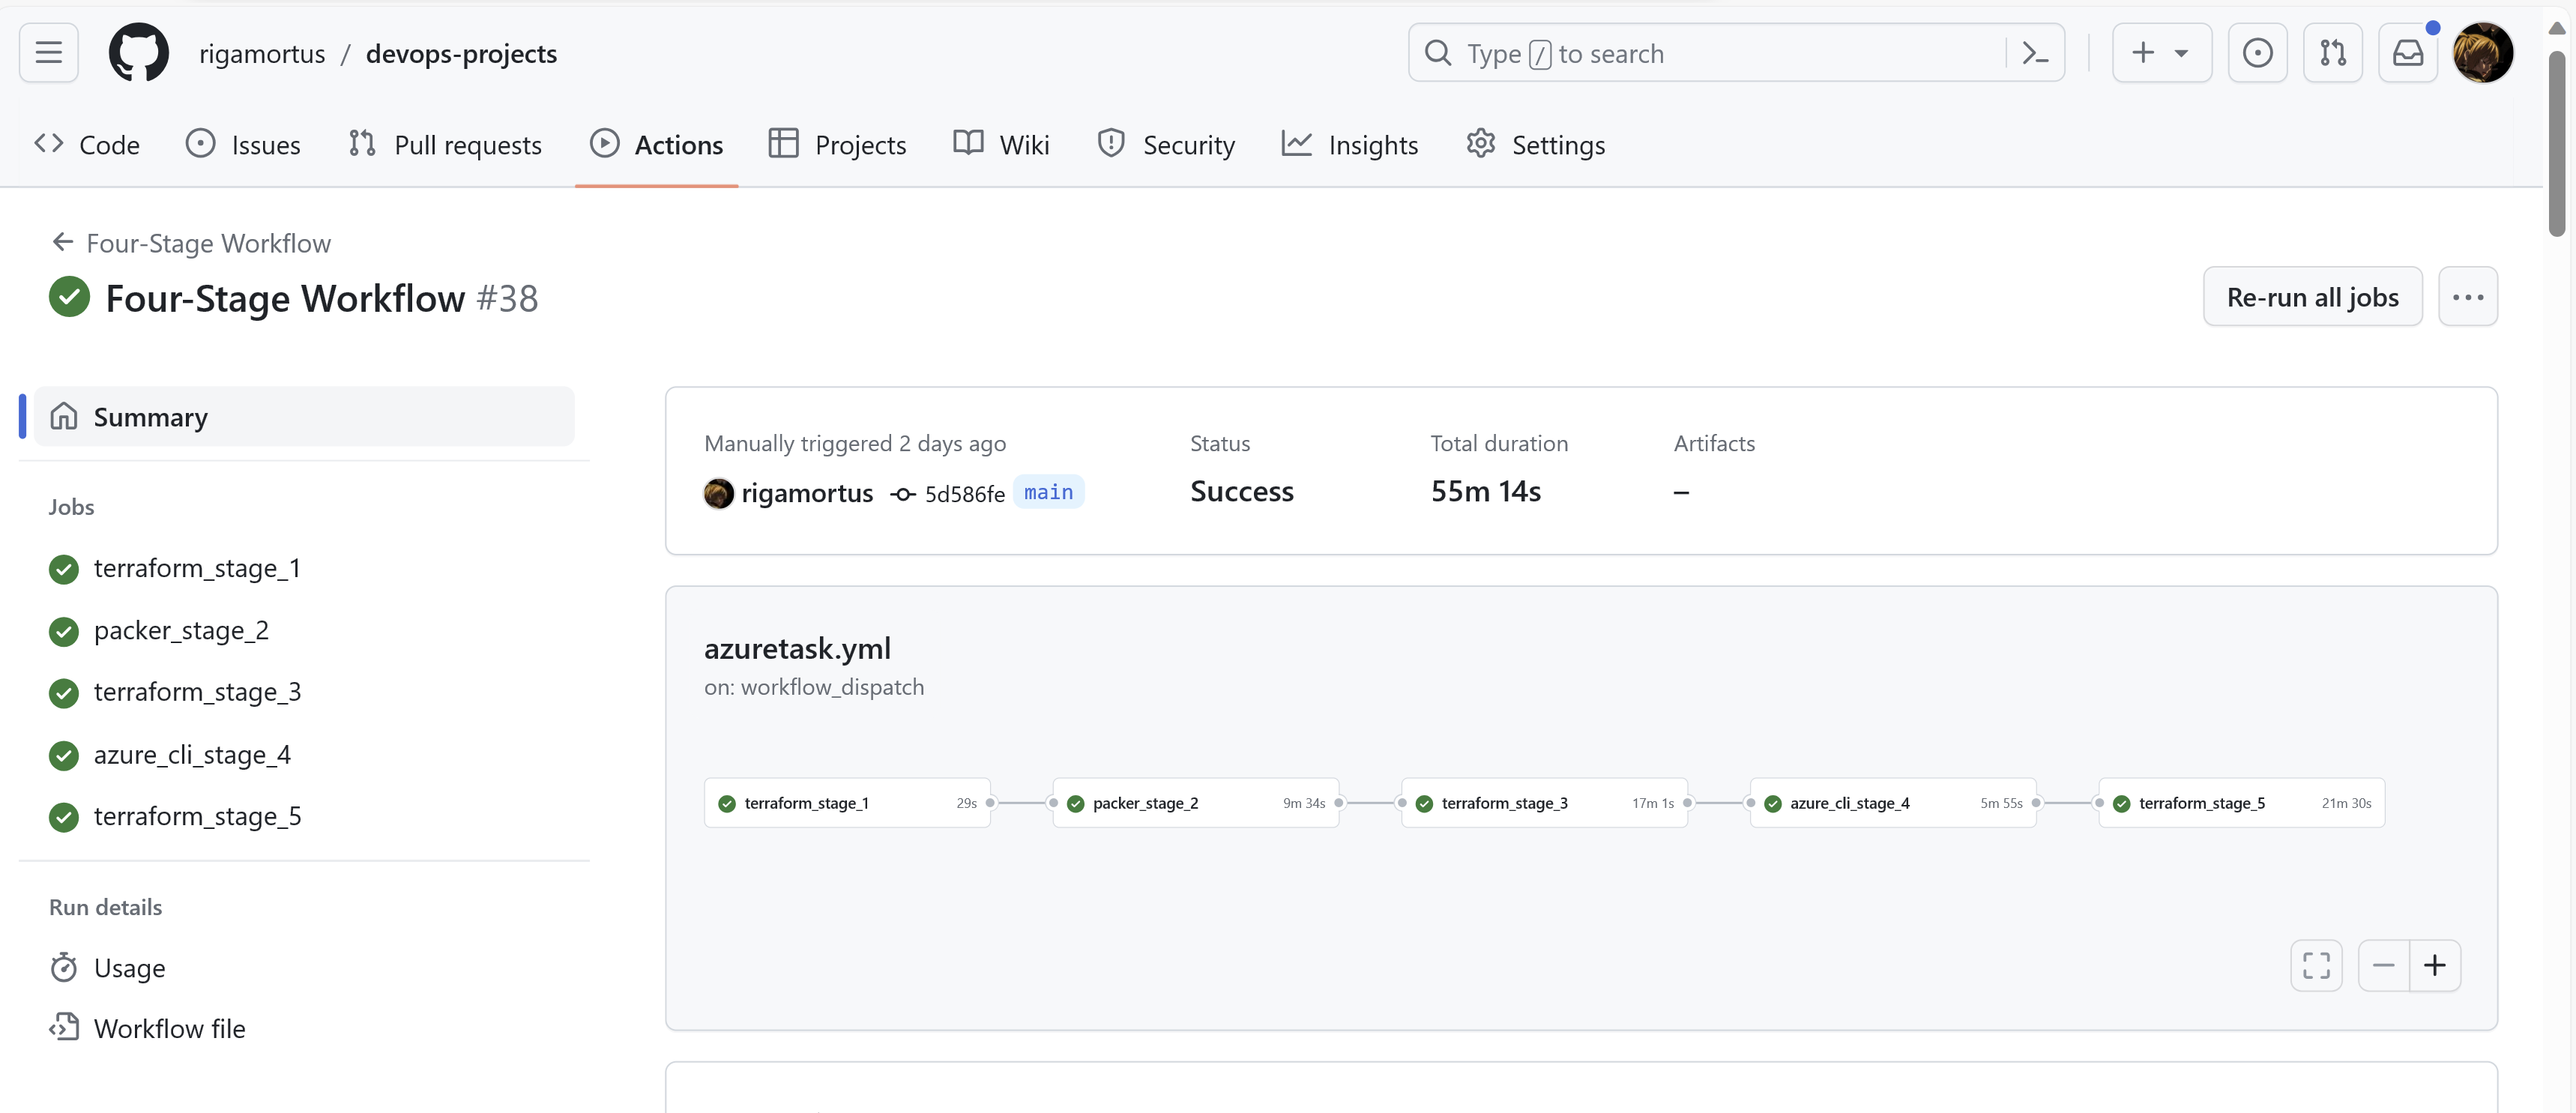 rigamortus / devops-projects
Type / to search
Code Issues Pull requests Actions Projects Wiki Security Insights Settings
Four-Stage Workflow
Four-Stage Workflow #38
Re-run all jobs
Summary
Jobs
terraform_stage_1
packer_stage_2
terraform_stage_3
azure_cli_stage_4
terraform_stage_5
Run details
Usage
Workflow file
Manually triggered 2 days ago
rigamortus 5d586fe main
Status
Success
Total duration
55m 14s
Artifacts
–
azuretask.yml
on: workflow_dispatch
terraform_stage_1 29s
packer_stage_2 9m 34s
terraform_stage_3 17m 1s
azure_cli_stage_4 5m 55s
terraform_stage_5 21m 30s